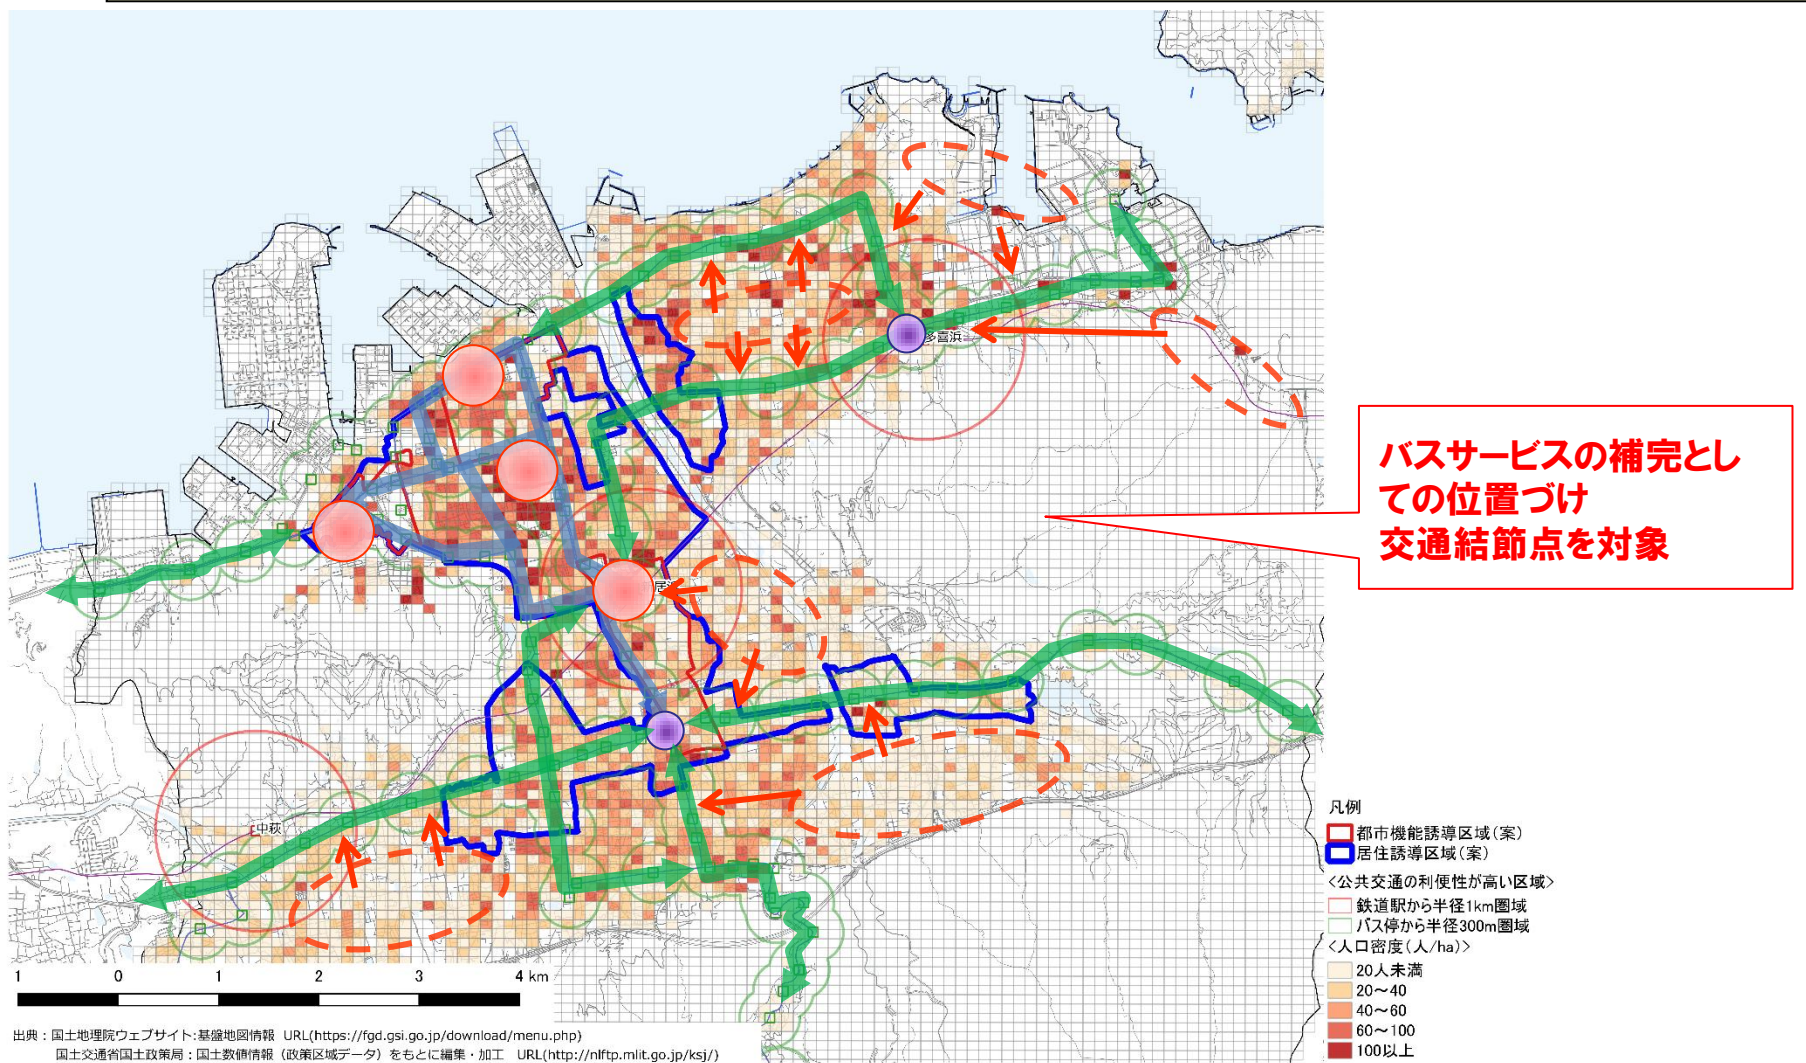 多喜浜
バスサービスの補完とし
ての位置づけ
交通結節点を対象
中萩
凡例
都市機能誘導区域(案)
居住誘導区域(案)
<公共交通の利便性が高い区域>
鉄道駅から半径1km圏域
バス停から半径300m圏域
<人口密度(人/ha)>
20人未満
20～40
40～60
60～100
100以上
1 0 1 2 3 4 km
出典：国土地理院ウェブサイト:基盤地図情報 URL(https://fgd.gsi.go.jp/download/menu.php)
国土交通省国土政策局：国土数値情報（政策区域データ）をもとに編集・加工 URL(http://nlftp.mlit.go.jp/ksj/)